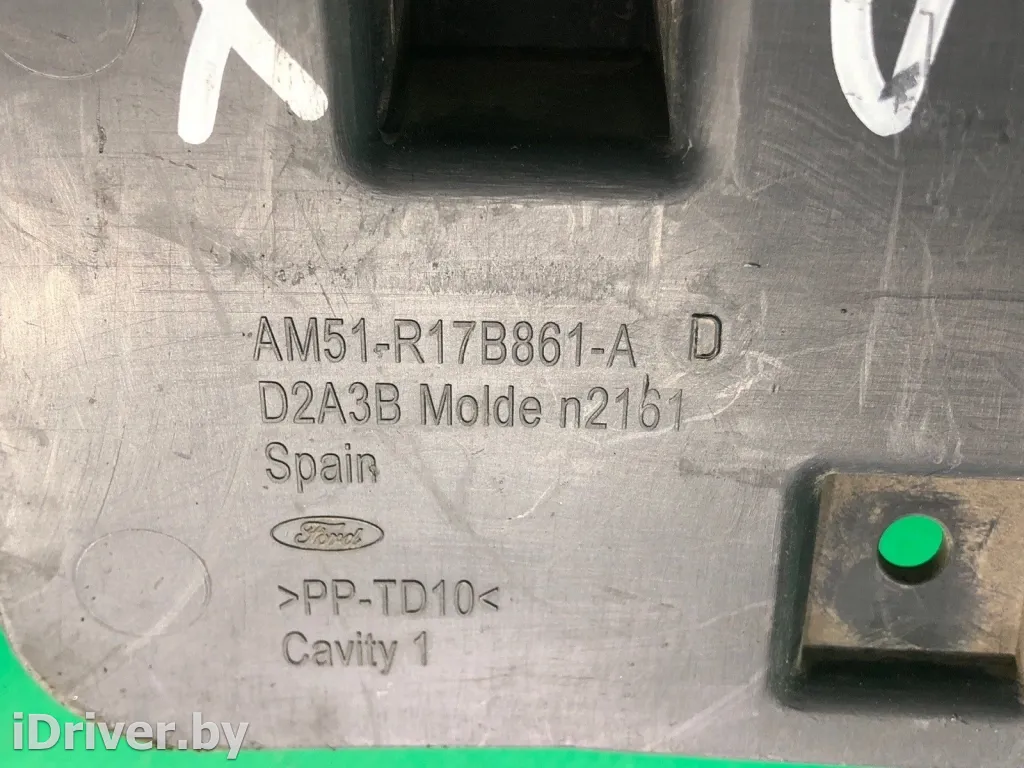 AM51-R17B861-A D
D2A3B Molde n2161
Spain
Ford
>PP-TD10<
Cavity 1
iDriver.by